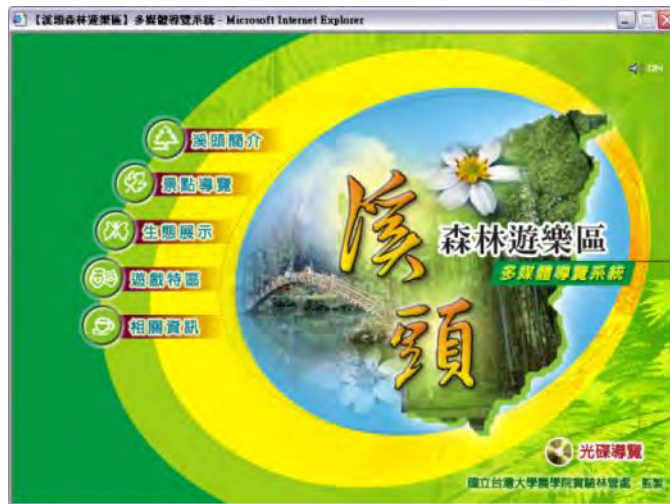 【溪頭森林遊樂區】多媒體導覽系統 - Microsoft Internet Explorer
ON
溪頭簡介
景點導覽
生態展示
遊戲特區
相關資訊
溪頭
森林遊樂區
多媒體導覽系統
光碟導覽
國立台灣大學農學院實驗林管處 監製